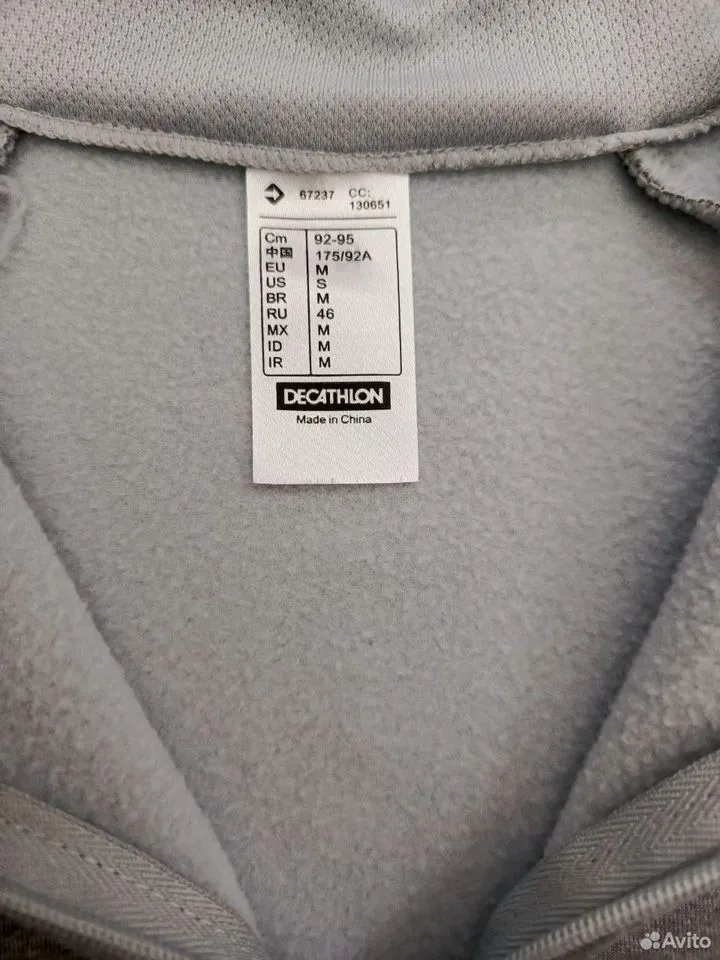 67237 CC:
130651
Cm 92-95
中国 175/92A
EU M
US S
BR M
RU 46
MX M
ID M
IR M
DECATHLON
Made in China
Avito